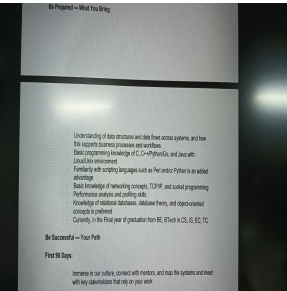 Be Prepared — What You Bring
Understanding of data structures and data flows across systems, and how
this supports business processes and workflows
Basic programming knowledge of C, C++/Python/Go, and Java with
Linux/Unix environment
Familiarity with scripting languages such as Perl and/or Python is an added
advantage
Basic knowledge of networking concepts, TCP/IP, and socket programming
Performance analysis and profiling skills
Knowledge of relational databases, database theory, and object-oriented
concepts is preferred
Currently, in the Final year of graduation from BE, BTech in CS, IS, EC, TC
Be Successful — Your Path
First 90 Days:
Immerse in our culture, connect with mentors, and map the systems and meet
with key stakeholders that rely on your work